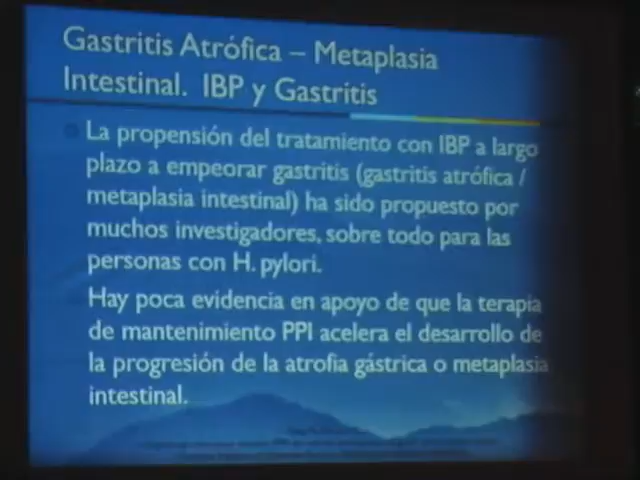 Gastritis Atrófica – Metaplasia
Intestinal. IBP y Gastritis
La propensión del tratamiento con IBP a largo
plazo a empeorar gastritis (gastritis atrófica /
metaplasia intestinal) ha sido propuesto por
muchos investigadores, sobre todo para las
personas con H. pylori.
Hay poca evidencia en apoyo de que la terapia
de mantenimiento PPI acelera el desarrollo de
la progresión de la atrofia gástrica o metaplasia
intestinal.